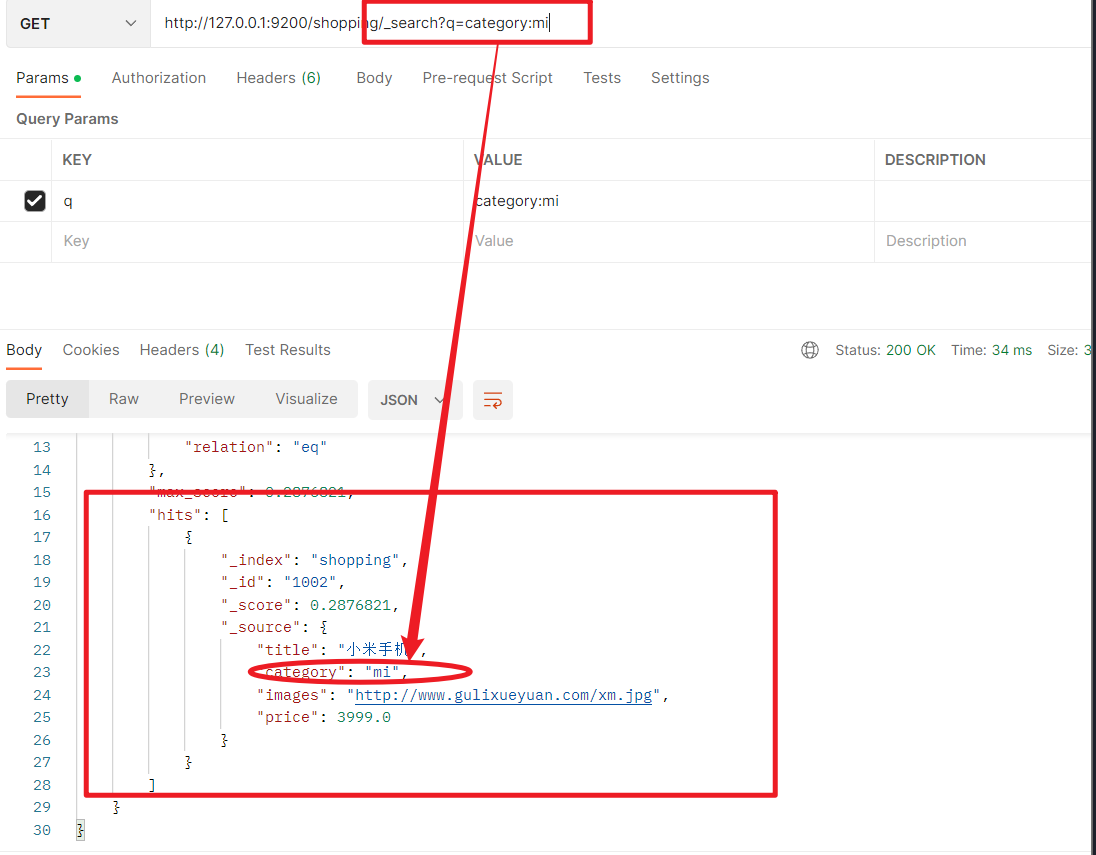 GET http://127.0.0.1:9200/shopping/_search?q=category:mi
Params Authorization Headers (6) Body Pre-request Script Tests Settings
Query Params
KEY VALUE DESCRIPTION
q category:mi
Key Value Description
Body Cookies Headers (4) Test Results Status: 200 OK Time: 34 ms Size: 3
Pretty Raw Preview Visualize JSON
13 "relation": "eq"
14 },
15 "max_score": 0.2876821,
16 "hits": [
17 {
18 "_index": "shopping",
19 "_id": "1002",
20 "_score": 0.2876821,
21 "_source": {
22 "title": "小米手机",
23 "category": "mi",
24 "images": "http://www.gulixueyuan.com/xm.jpg",
25 "price": 3999.0
26 }
27 }
28 ]
29 }
30 }